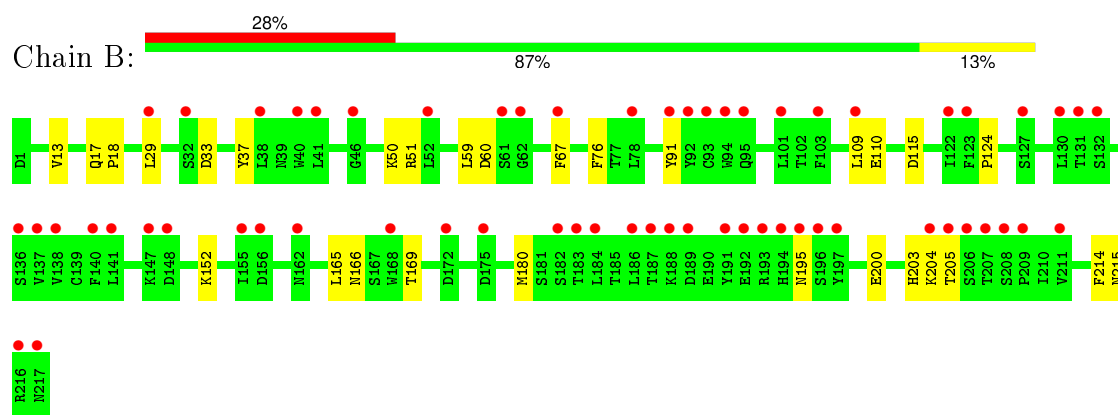 28%
Chain B:
87%
13%
D1 V13 Q17 P18 L29 S32 D33 Y37 L38 N39 W40 L41 G46 K50 R51 L52 L59 D60 S61 G62 F67 F76 T77 L78 Y91 Y92 C93 W94 Q95 L101 T102 F103 L109 E110 D115 I122 F123 P124 S127 L130 T131 S132
S136 V137 V138 C139 F140 L141 K147 D148 K152 I155 D156 N162 L165 N166 S167 W168 T169 D172 D175 M180 S181 S182 T183 L184 T185 L186 T187 K188 D189 E190 Y191 E192 R193 H194 N195 S196 Y197 E200 H203 K204 T205 S206 T207 S208 P209 I210 V211 F214 N215
R216 N217